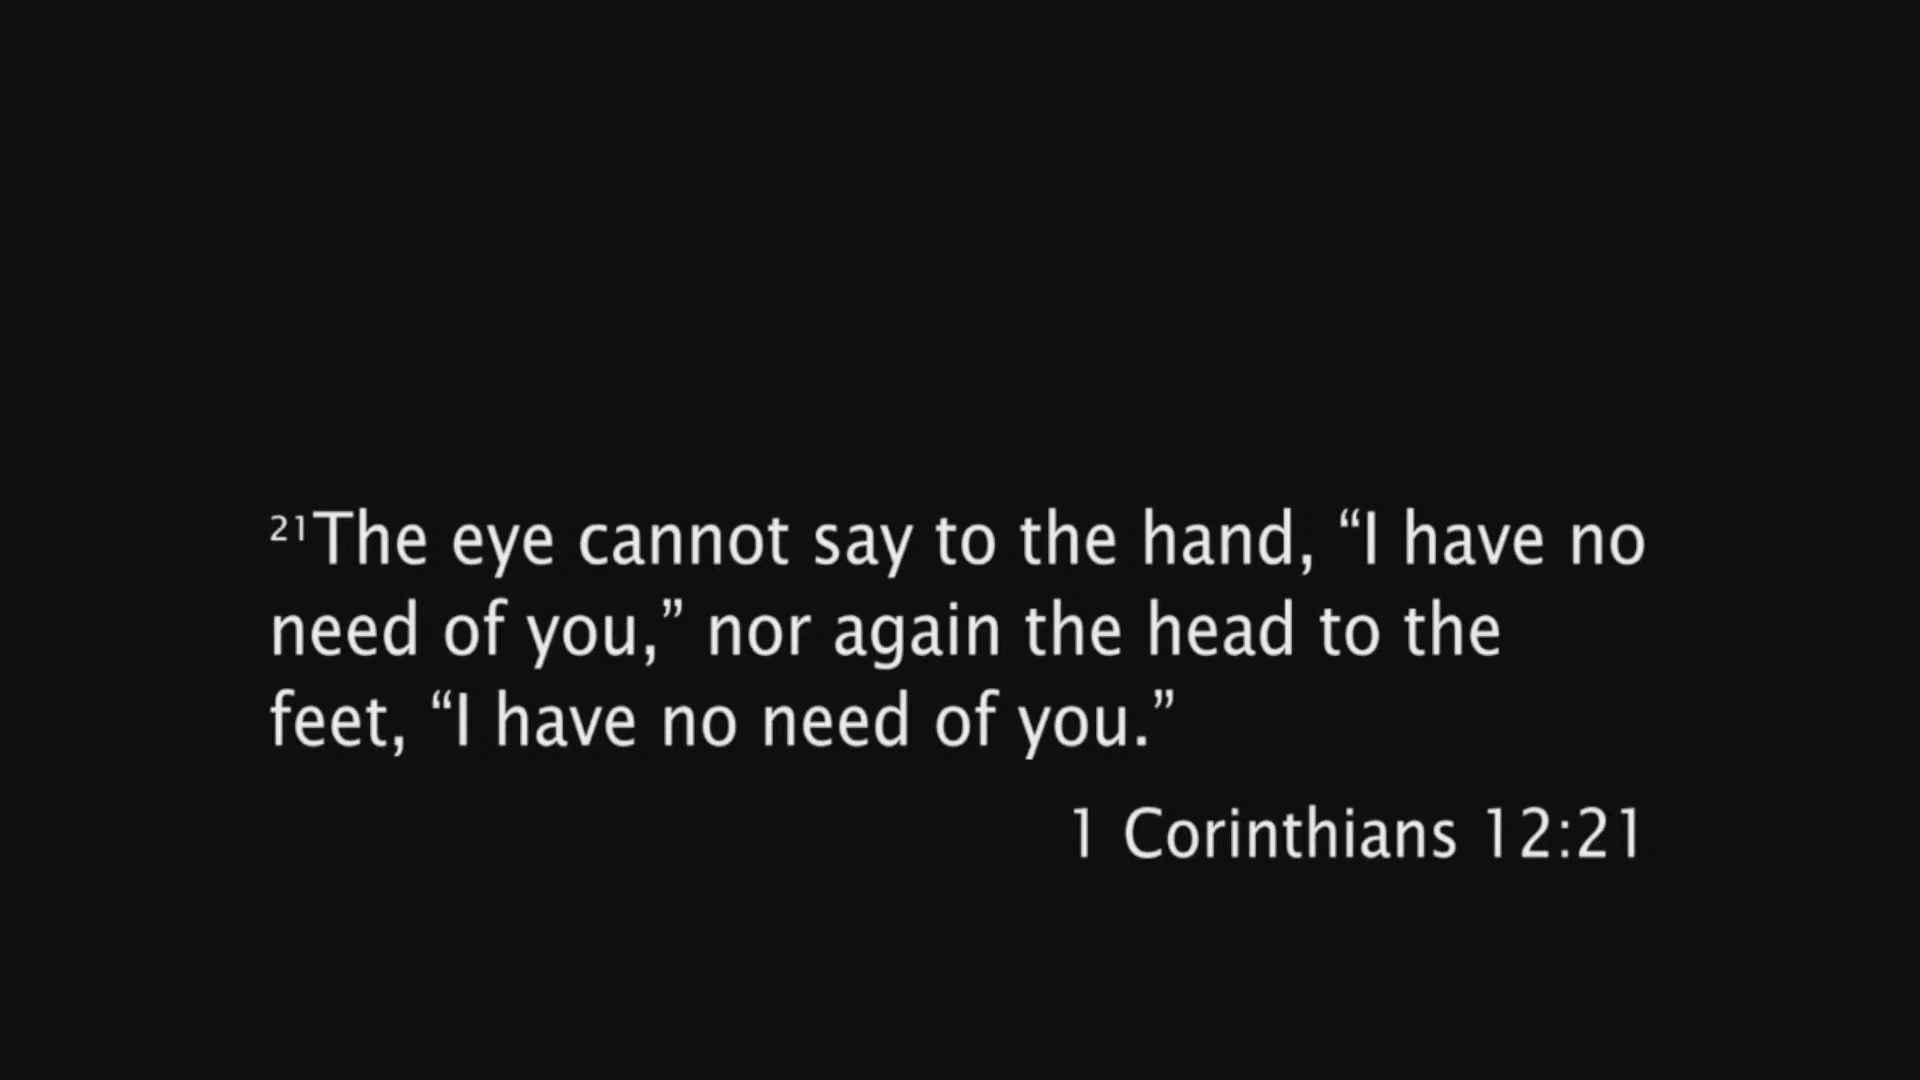 ²¹The eye cannot say to the hand, “I have no
need of you,” nor again the head to the
feet, “I have no need of you.”
1 Corinthians 12:21